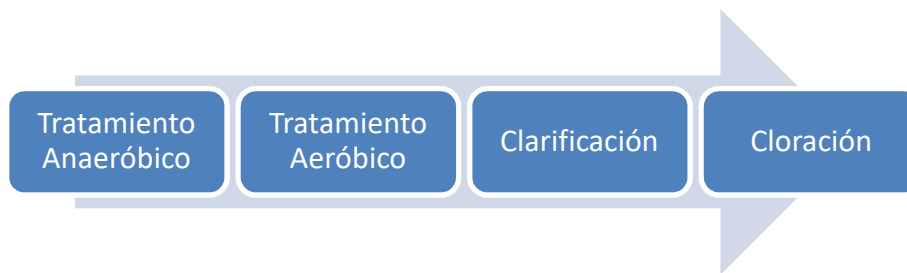 Tratamiento
Anaeróbico
Tratamiento
Aeróbico
Clarificación
Cloración